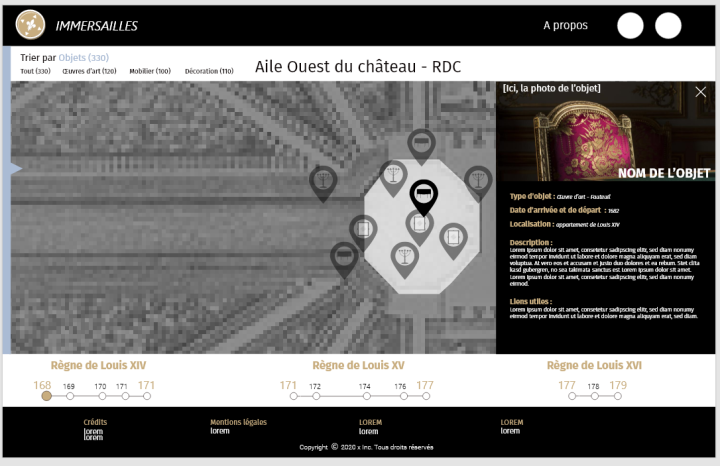 IMMERSAILLES
A propos
Trier par Objets (330)
Tout (330) Œuvres d'art (120) Mobilier (100) Décoration (110)
Aile Ouest du château - RDC
[Ici, la photo de l'objet]
NOM DE L'OBJET
Type d'objet : Œuvre d'art - Fauteuil
Date d'arrivée et de départ : 1682
Localisation : appartement de Louis XIV
Description :
Lorem ipsum dolor sit amet, consetetur sadipscing elitr, sed diam nonumy
eirmod tempor invidunt ut labore et dolore magna aliquyam erat, sed diam
voluptua. At vero eos et accusam et justo duo dolores et ea rebum. Stet clita
kasd gubergren, no sea takimata sanctus est Lorem ipsum dolor sit amet.
Lorem ipsum dolor sit amet, consetetur sadipscing elitr, sed diam nonumy
eirmod tempor invidunt ut labore et dolore magna aliquyam erat, sed diam
eirmod.
Liens utiles :
Lorem ipsum dolor sit amet, consetetur sadipscing elitr, sed diam nonumy
eirmod tempor invidunt ut labore et dolore magna aliquyam erat, sed diam.
Règne de Louis XIV
168 169 170 171 171
Règne de Louis XV
171 172 174 176 177
Règne de Louis XVI
177 178 179
Crédits
lorem
lorem
Mentions légales
lorem
LOREM
lorem
LOREM
lorem
Copyright © 2020 x Inc. Tous droits réservés